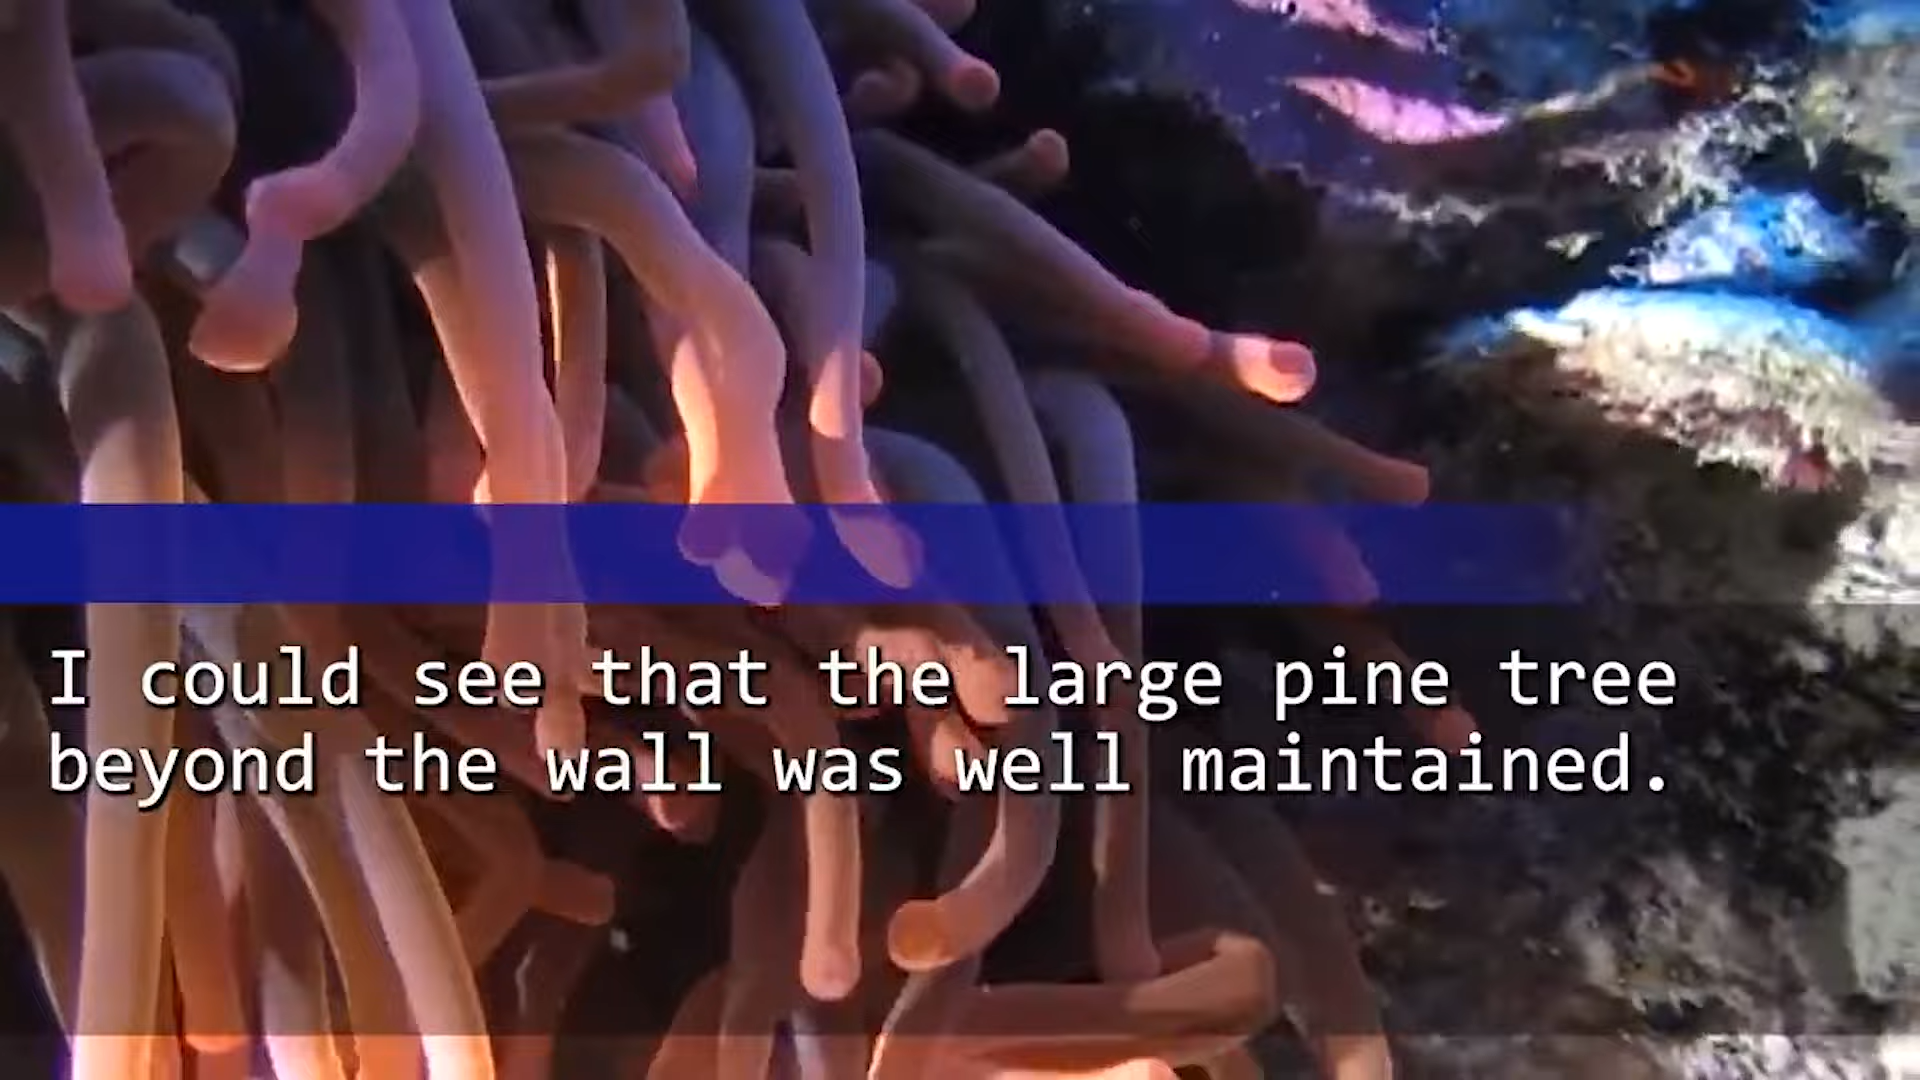 I could see that the large pine tree
beyond the wall was well maintained.